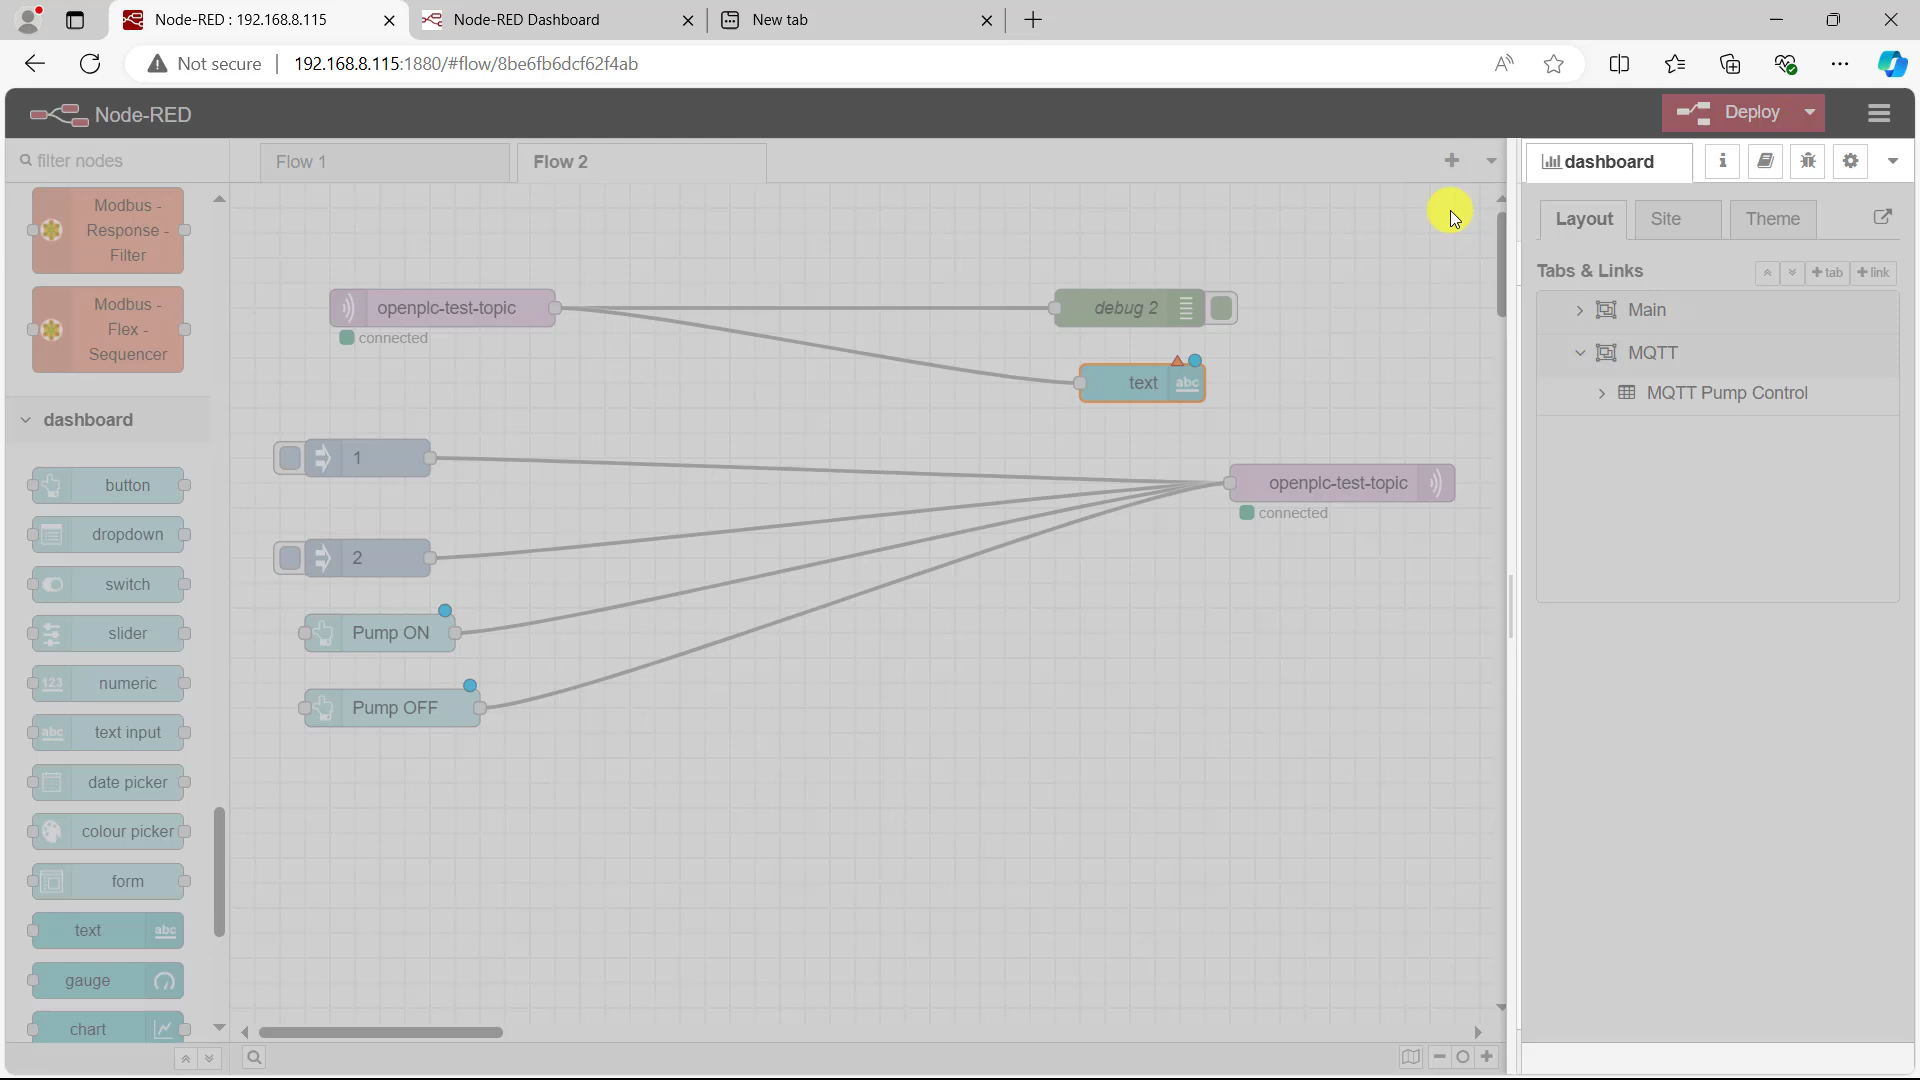 Node-RED : 192.168.8.115
Node-RED Dashboard
New tab
Not secure
192.168.8.115:1880/#flow/8be6fb6dcf62f4ab
Node-RED
Deploy
filter nodes
Flow 1
Flow 2
dashboard
Modbus -
Response -
Filter
Modbus -
Flex -
Sequencer
dashboard
button
dropdown
switch
slider
123
numeric
abc
text input
date picker
colour picker
form
text
abc
gauge
chart
openplc-test-topic
connected
debug 2
text
abc
1
2
openplc-test-topic
connected
Pump ON
Pump OFF
Layout
Site
Theme
Tabs & Links
+ tab
+ link
Main
MQTT
MQTT Pump Control